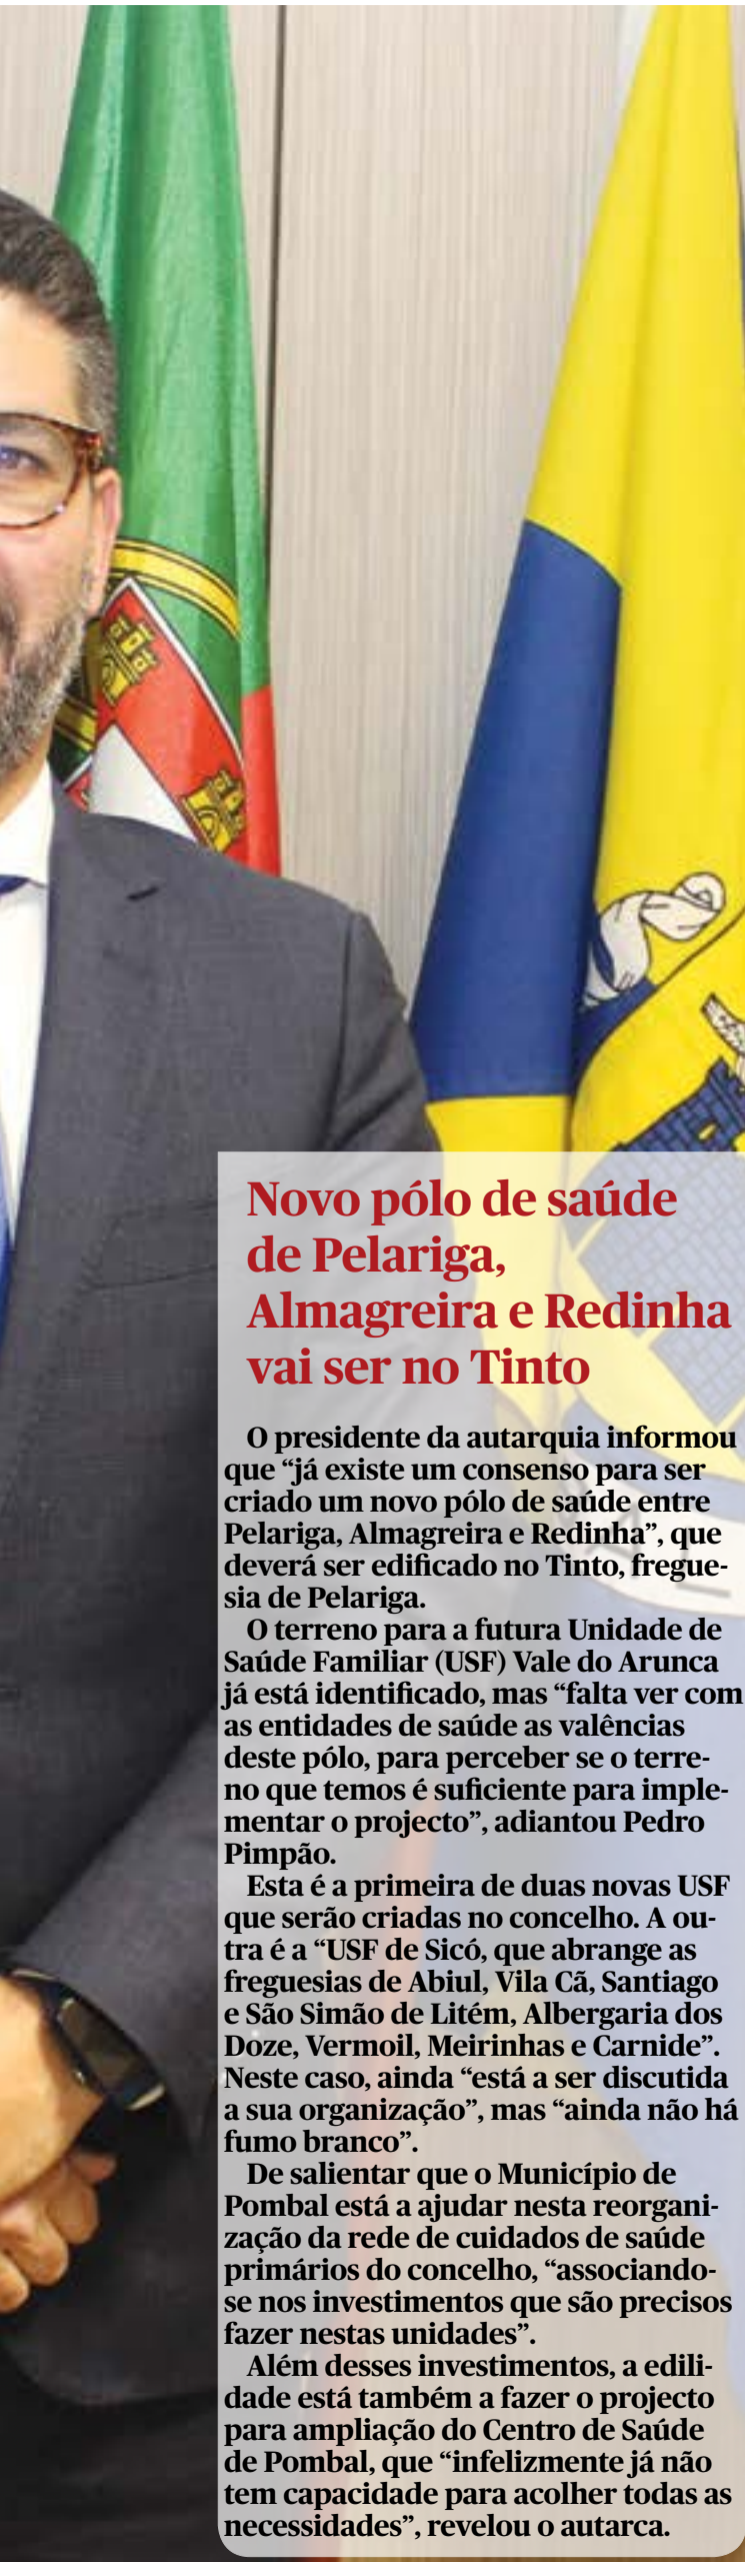 Novo pólo de saúde
de Pelariga,
Almagreira e Redinha
vai ser no Tinto
O presidente da autarquia informou
que “já existe um consenso para ser
criado um novo pólo de saúde entre
Pelariga, Almagreira e Redinha”, que
deverá ser edificado no Tinto, fregue-
sia de Pelariga.
O terreno para a futura Unidade de
Saúde Familiar (USF) Vale do Arunca
já está identificado, mas “falta ver com
as entidades de saúde as valências
deste pólo, para perceber se o terre-
no que temos é suficiente para imple-
mentar o projecto”, adiantou Pedro
Pimpão.
Esta é a primeira de duas novas USF
que serão criadas no concelho. A ou-
tra é a “USF de Sicó, que abrange as
freguesias de Abiul, Vila Cã, Santiago
e São Simão de Litém, Albergaria dos
Doze, Vermoil, Meirinhas e Carnide”.
Neste caso, ainda “está a ser discutida
a sua organização”, mas “ainda não há
fumo branco”.
De salientar que o Município de
Pombal está a ajudar nesta reorgani-
zação da rede de cuidados de saúde
primários do concelho, “associando-
se nos investimentos que são precisos
fazer nestas unidades”.
Além desses investimentos, a edili-
dade está também a fazer o projecto
para ampliação do Centro de Saúde
de Pombal, que “infelizmente já não
tem capacidade para acolher todas as
necessidades”, revelou o autarca.